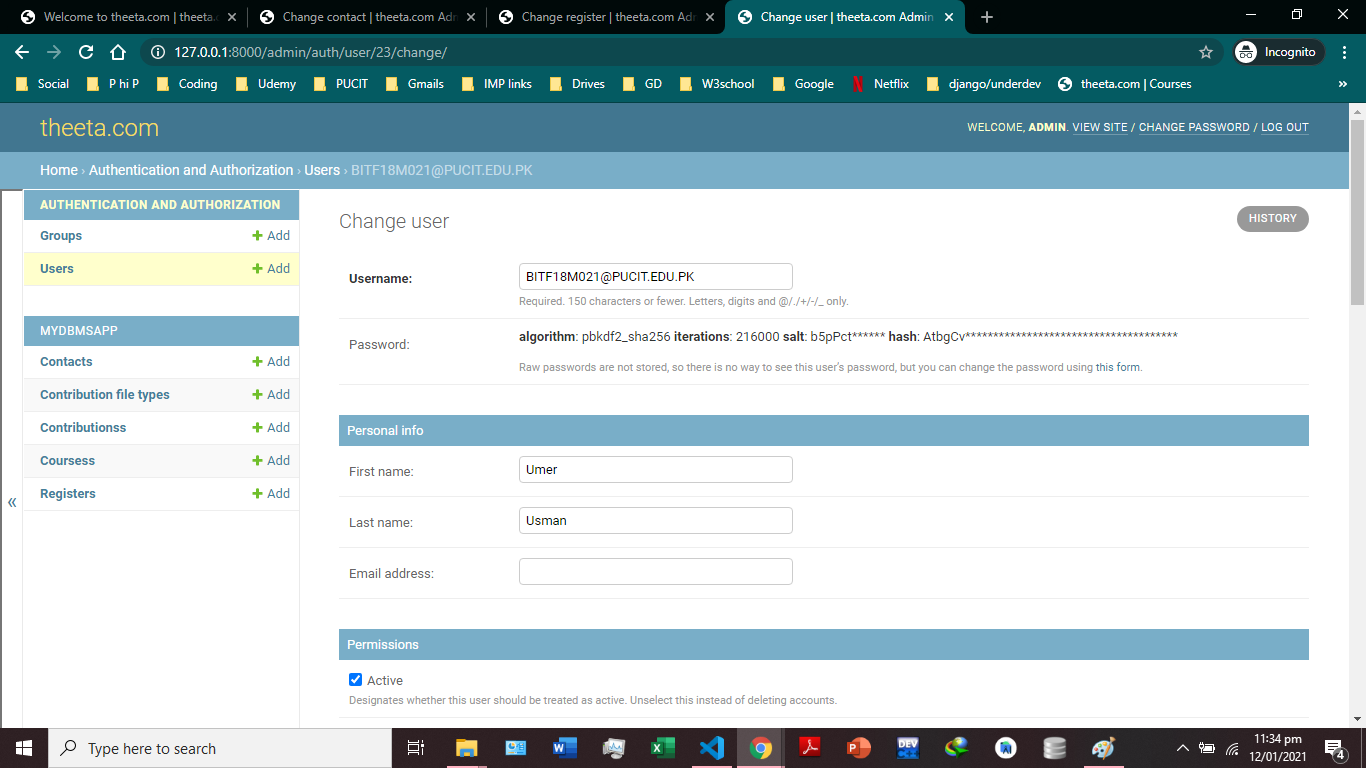 Welcome to theeta.com | theeta.c
Change contact | theeta.com Adm
Change register | theeta.com Adm
Change user | theeta.com Admin
127.0.0.1:8000/admin/auth/user/23/change/
Incognito
Social P hi P Coding Udemy PUCIT Gmails IMP links Drives GD W3school Google Netflix django/underdev theeta.com | Courses »
theeta.com
WELCOME, ADMIN. VIEW SITE / CHANGE PASSWORD / LOG OUT
Home › Authentication and Authorization › Users › BITF18M021@PUCIT.EDU.PK
AUTHENTICATION AND AUTHORIZATION
Groups + Add
Users + Add
MYDBMSAPP
Contacts + Add
Contribution file types + Add
Contributionss + Add
Coursess + Add
Registers + Add
«
Change user
HISTORY
Username: BITF18M021@PUCIT.EDU.PK
Required. 150 characters or fewer. Letters, digits and @/./+/-/_ only.
Password: algorithm: pbkdf2_sha256 iterations: 216000 salt: b5pPct****** hash: AtbgCv**************************************
Raw passwords are not stored, so there is no way to see this user's password, but you can change the password using this form.
Personal info
First name: Umer
Last name: Usman
Email address:
Permissions
Active
Designates whether this user should be treated as active. Unselect this instead of deleting accounts.
Type here to search
DEV
11:34 pm
12/01/2021
4